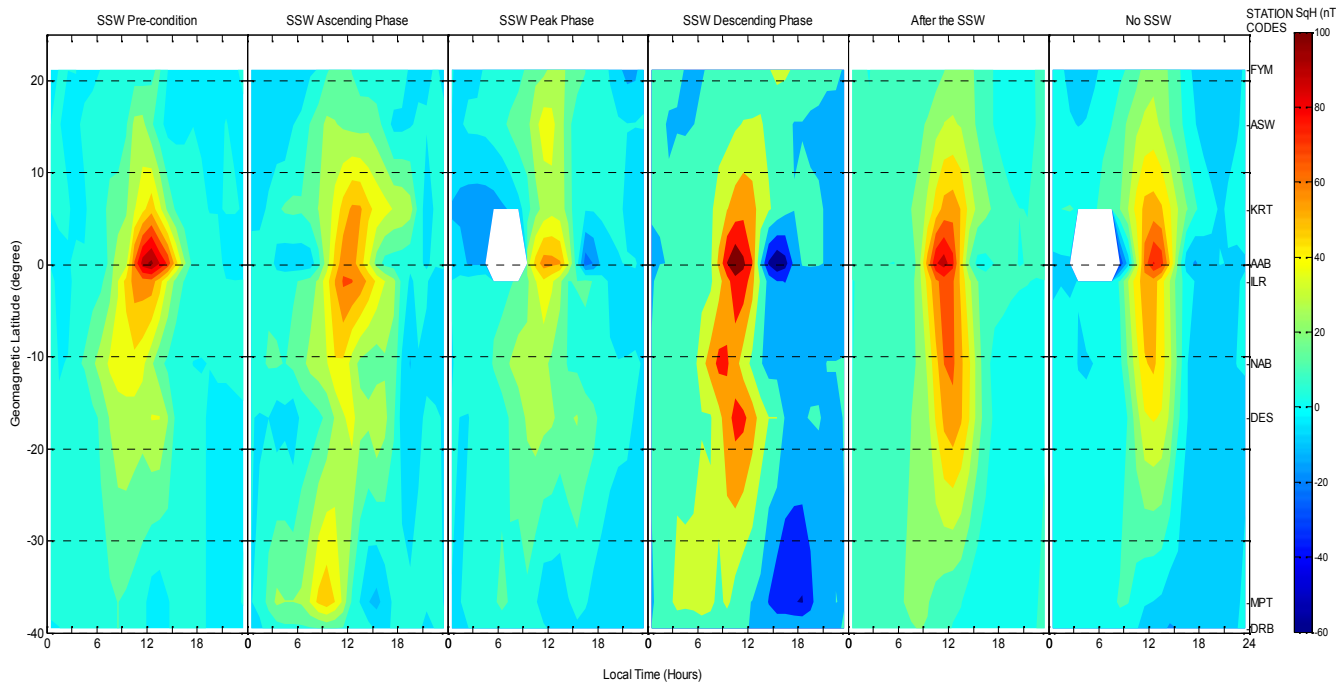 SSW Pre-condition SSW Ascending Phase SSW Peak Phase SSW Descending Phase After the SSW No SSW STATION SqH (nT
CODES
100
80
60
40
20
0
-20
-40
-60
FYM
ASW
KRT
AAB
ILR
NAB
DES
MPT
DRB
20
10
0
-10
-20
-30
-40
Geomagnetic Latitude (degree)
0 6 12 18 0 6 12 18 0 6 12 18 0 6 12 18 0 6 12 18 0 6 12 18 24
Local Time (Hours)